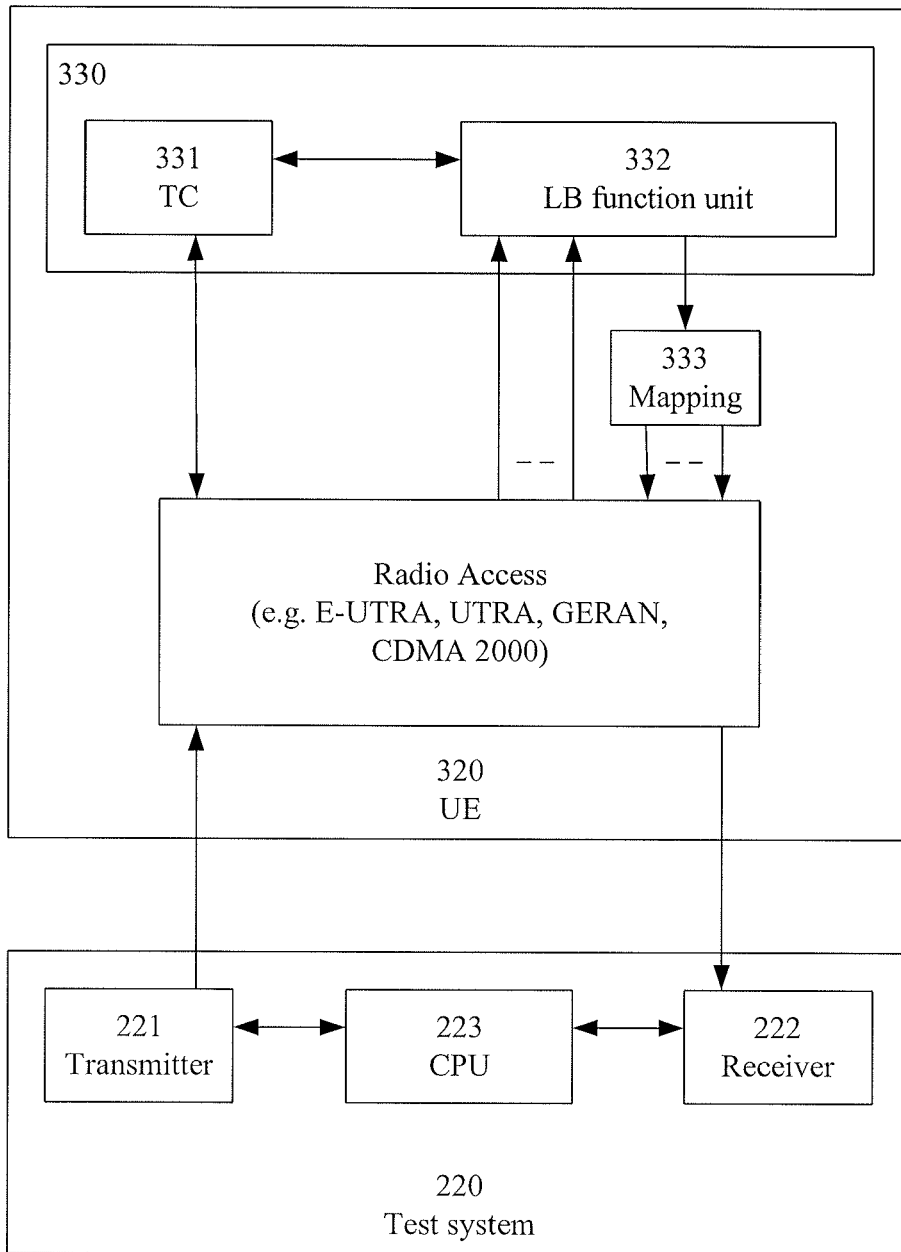 330
331
TC
332
LB function unit
333
Mapping
Radio Access
(e.g. E-UTRA, UTRA, GERAN,
CDMA 2000)
320
UE
221
Transmitter
223
CPU
222
Receiver
220
Test system